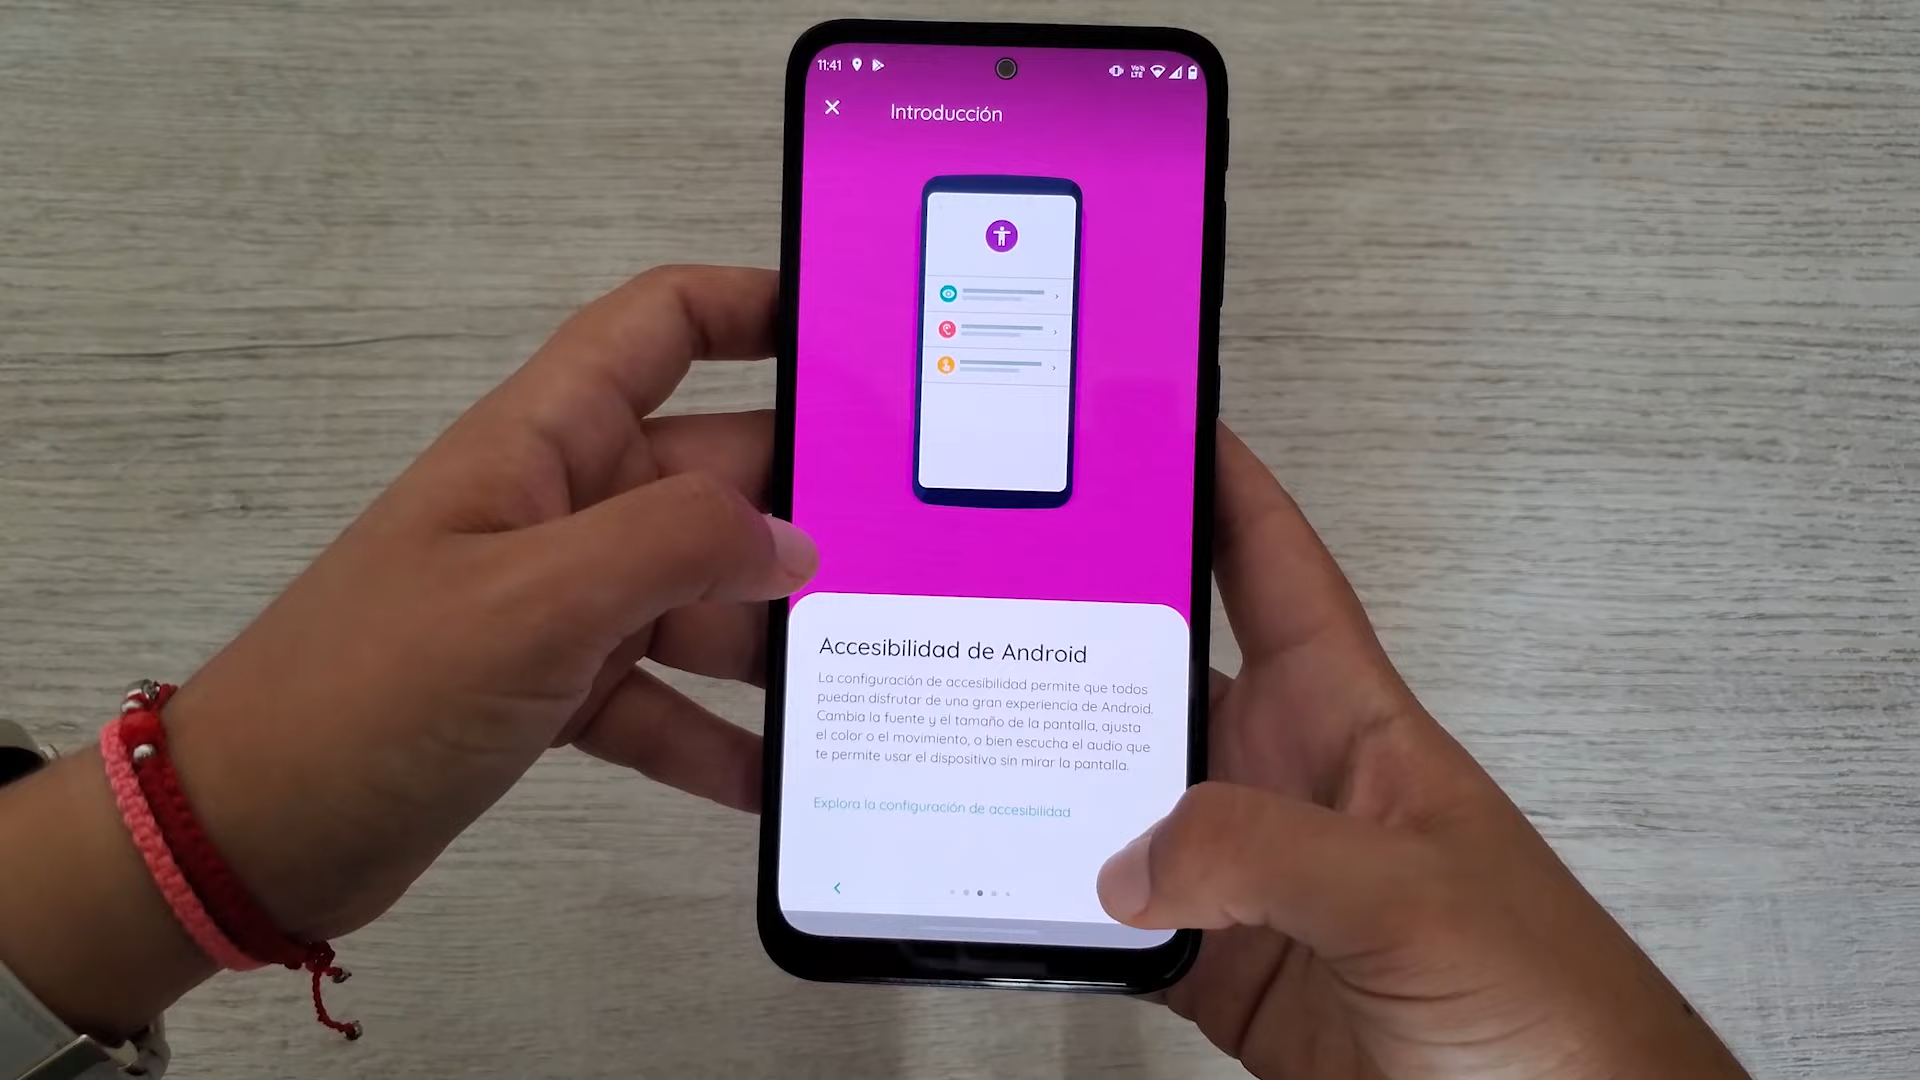 11:41
Vo))
LTE
Introducción
Accesibilidad de Android
La configuración de accesibilidad permite que todos
puedan disfrutar de una gran experiencia de Android.
Cambia la fuente y el tamaño de la pantalla, ajusta
el color o el movimiento, o bien escucha el audio que
te permite usar el dispositivo sin mirar la pantalla.
Explora la configuración de accesibilidad